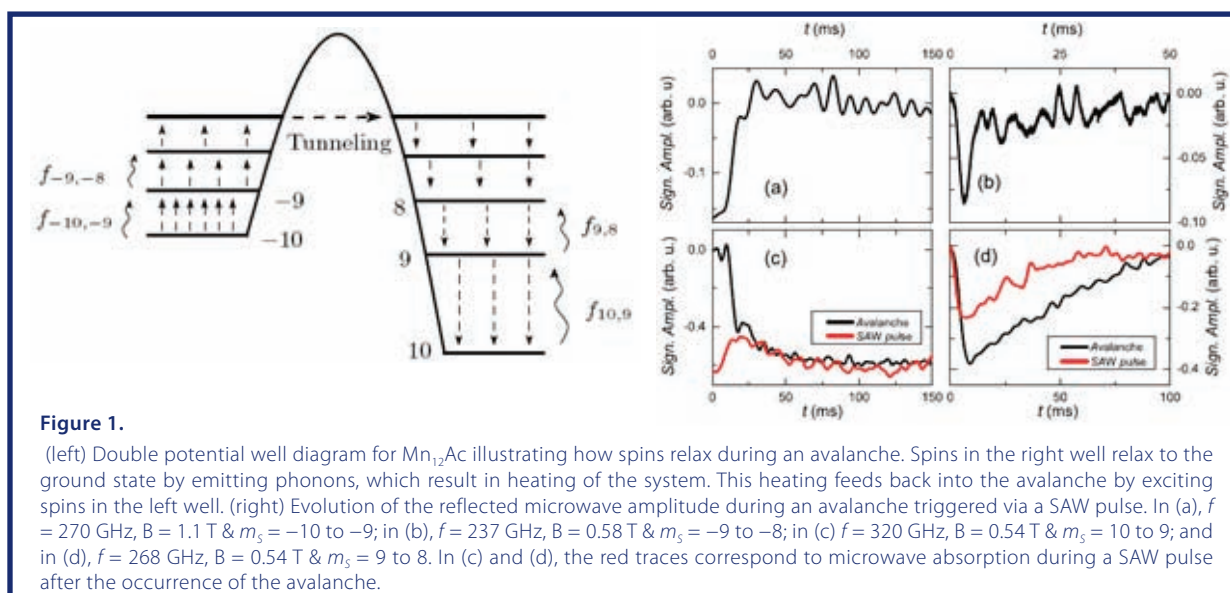 Tunneling
f−9,−8
f−10,−9
−9
−10
8
9
10
f9,8
f10,9
t (ms)
0 50 100 150
t (ms)
0 25 50
Sign. Ampl. (arb. u)
0.0
-0.1
(a)
(b)
0.00
-0.05
-0.10
Sign. Ampl. (arb. u.)
Sign. Ampl. (arb. u.)
0.0
-0.4
(c)
Avalanche
SAW pulse
0 50 100 150
t (ms)
(d)
Avalanche
SAW pulse
0.0
-0.2
-0.4
Sign. Ampl. (arb. u.)
0 50 100
t (ms)
Figure 1.
(left) Double potential well diagram for Mn12Ac illustrating how spins relax during an avalanche. Spins in the right well relax to the
ground state by emitting phonons, which result in heating of the system. This heating feeds back into the avalanche by exciting
spins in the left well. (right) Evolution of the reflected microwave amplitude during an avalanche triggered via a SAW pulse. In (a), f
= 270 GHz, B = 1.1 T & mS = −10 to −9; in (b), f = 237 GHz, B = 0.58 T & mS = −9 to −8; in (c) f = 320 GHz, B = 0.54 T & mS = 10 to 9; and
in (d), f = 268 GHz, B = 0.54 T & mS = 9 to 8. In (c) and (d), the red traces correspond to microwave absorption during a SAW pulse
after the occurrence of the avalanche.